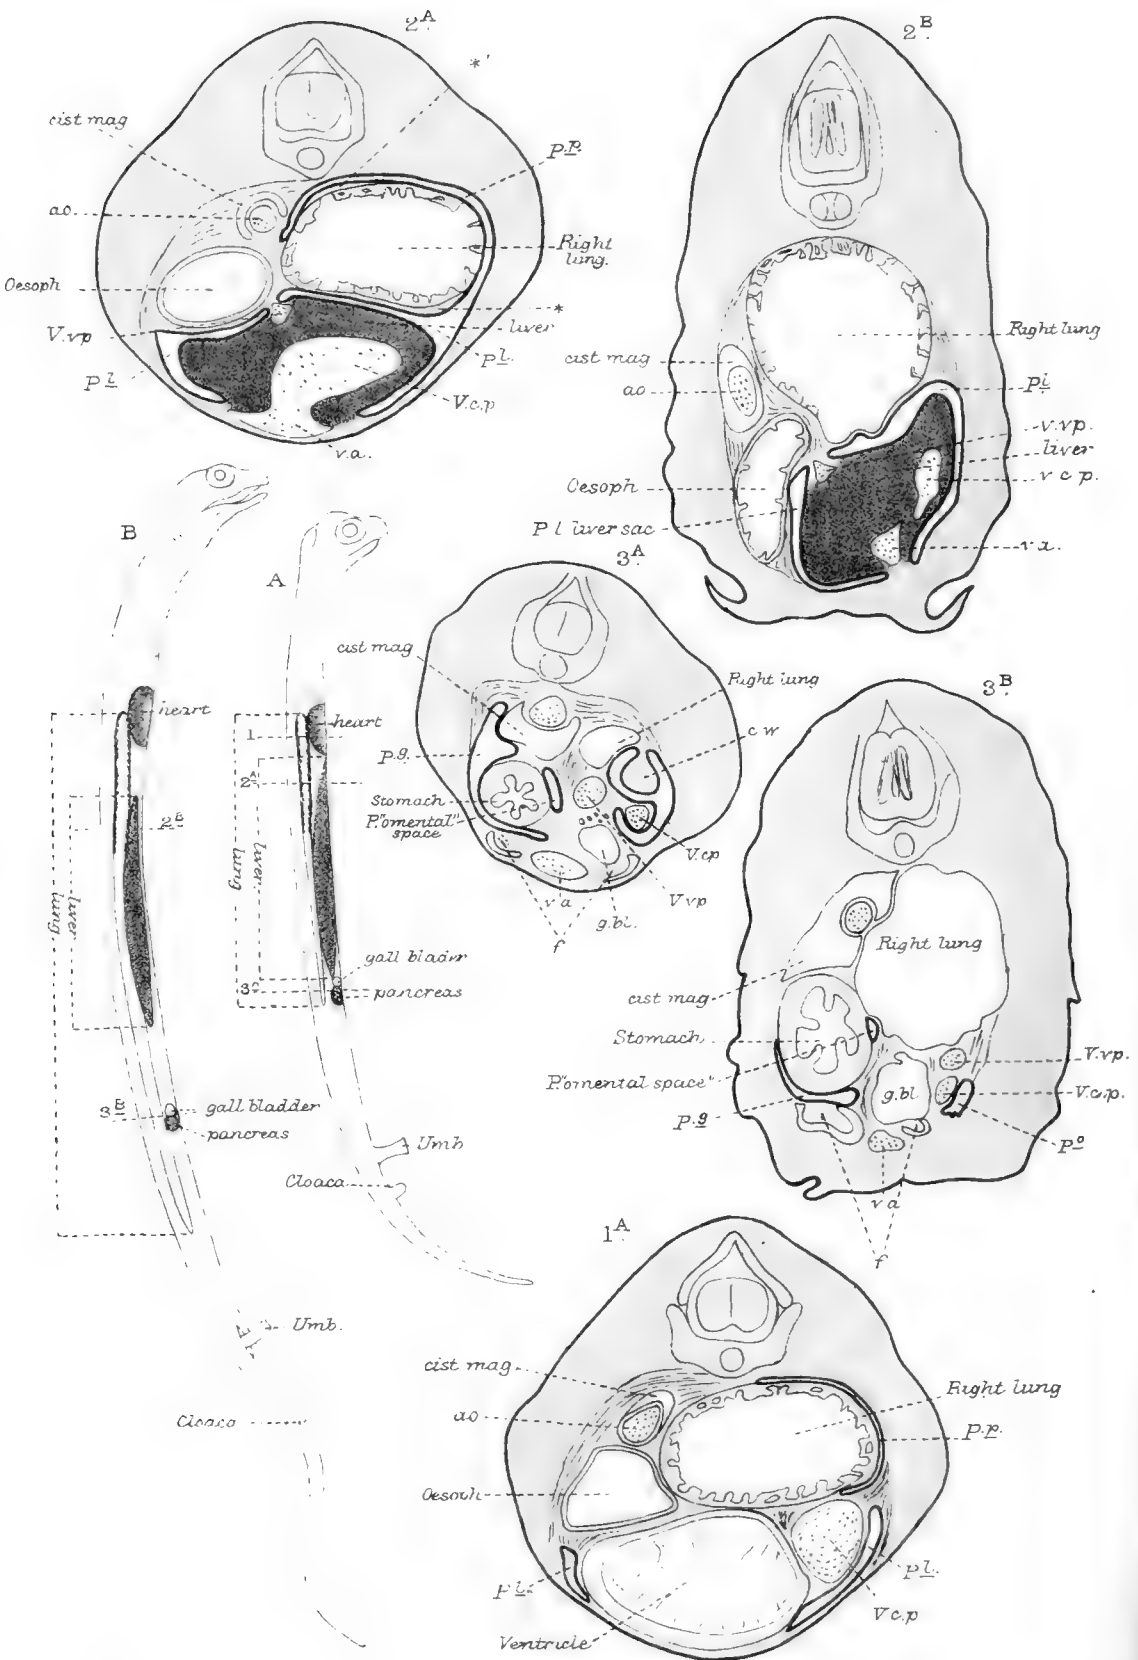 2A.
*'
cist mag
P.p.
ao.
Right
lung.
Oesoph
*
V.vp
liver
Pl
Pl.
V.c.p
v.a.
2B.
Right lung
cist mag
Pl
ao
v.vp.
liver
v c p.
Oesoph
P l liver sac
v.a.
B
A
heart
heart
1
2A
2B
lung
liver
lung
liver
gall bladder
3A
pancreas
3B
gall bladder
pancreas
Umb
Cloaca
Umb.
Cloaca
3A.
cist mag
Right lung
c w
P.g.
Stomach
P."omental"
space
V.cp
V.vp
v a
g.bl.
f
3B.
Right lung
cist mag
Stomach
P."omental space"
V.vp.
g.bl
V.c.p.
P.g
Po
v a
f
1A.
cist mag
Right lung
ao
P.p.
Oesoph
Pl.
Pl.
V c.p
Ventricle